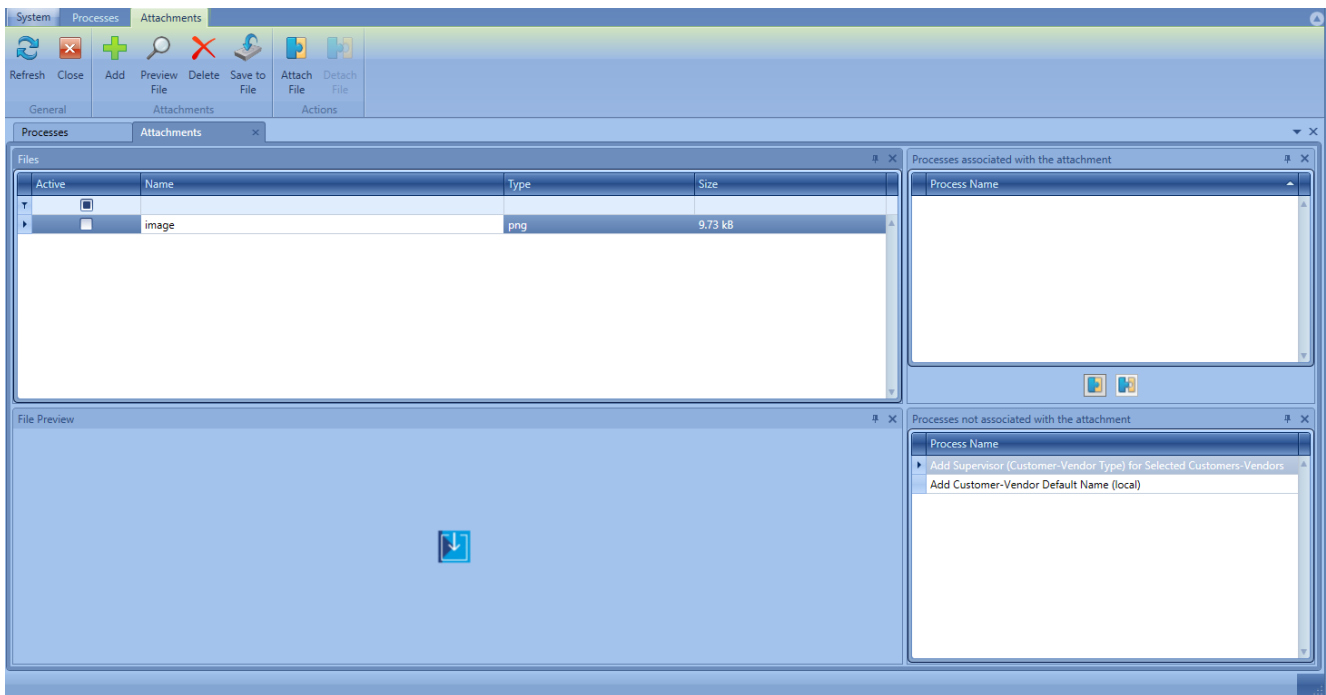 System Processes Attachments
Refresh Close Add Preview File Delete Save to File Attach File Detach File
General Attachments Actions
Processes Attachments
Files
Active Name Type Size
image png 9.73 kB
Processes associated with the attachment
Process Name
File Preview
Processes not associated with the attachment
Process Name
Add Supervisor (Customer-Vendor Type) for Selected Customers-Vendors
Add Customer-Vendor Default Name (local)